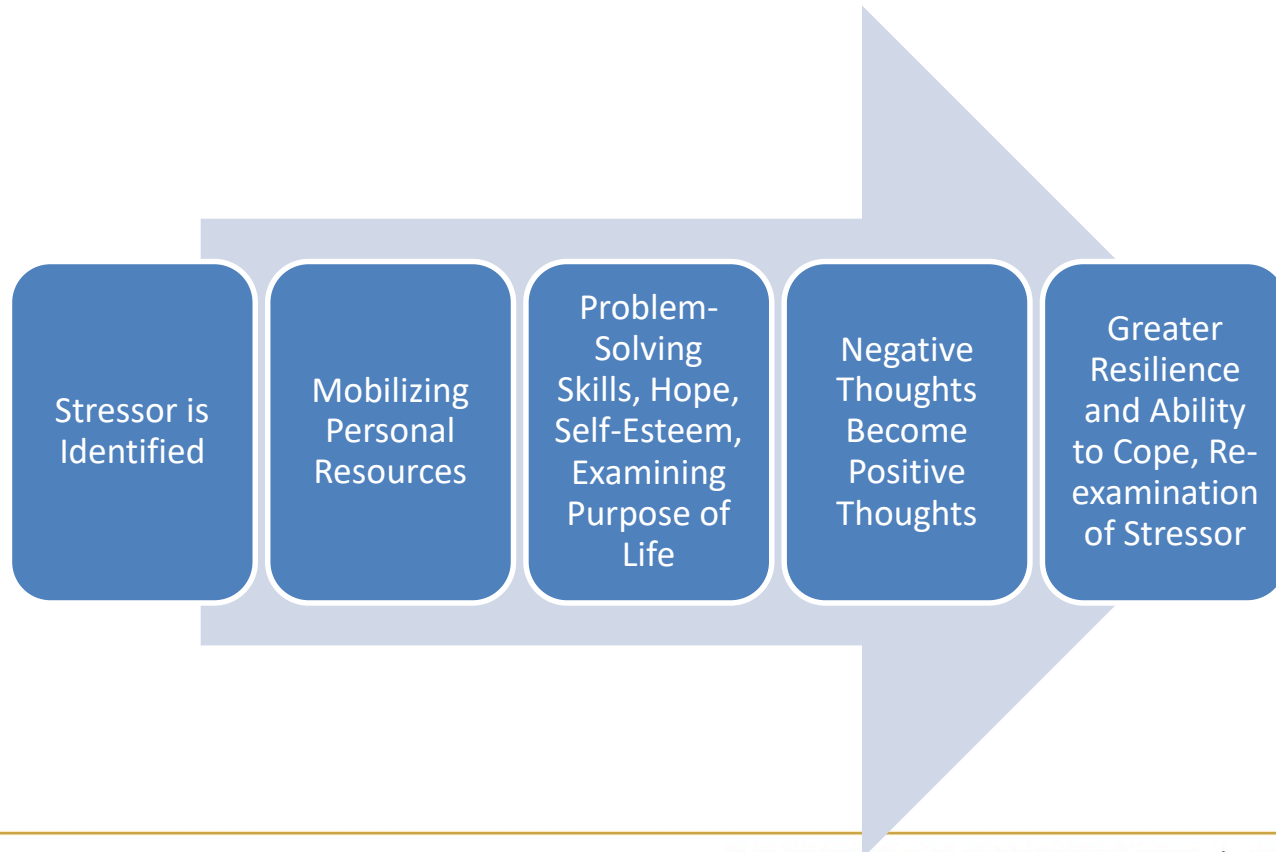 Stressor is
Identified
Mobilizing
Personal
Resources
Problem-
Solving
Skills, Hope,
Self-Esteem,
Examining
Purpose of
Life
Negative
Thoughts
Become
Positive
Thoughts
Greater
Resilience
and Ability
to Cope, Re-
examination
of Stressor